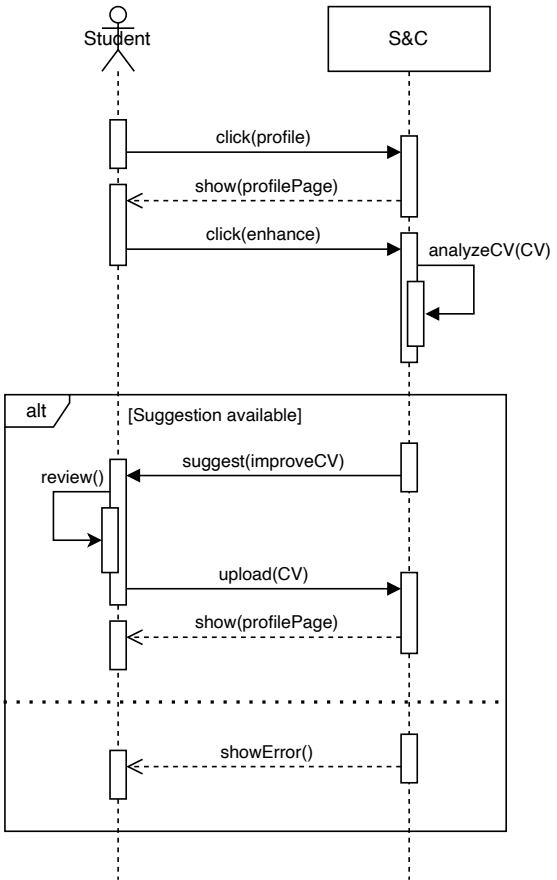 Student
S&C
click(profile)
show(profilePage)
click(enhance)
analyzeCV(CV)
alt
[Suggestion available]
suggest(improveCV)
review()
upload(CV)
show(profilePage)
showError()